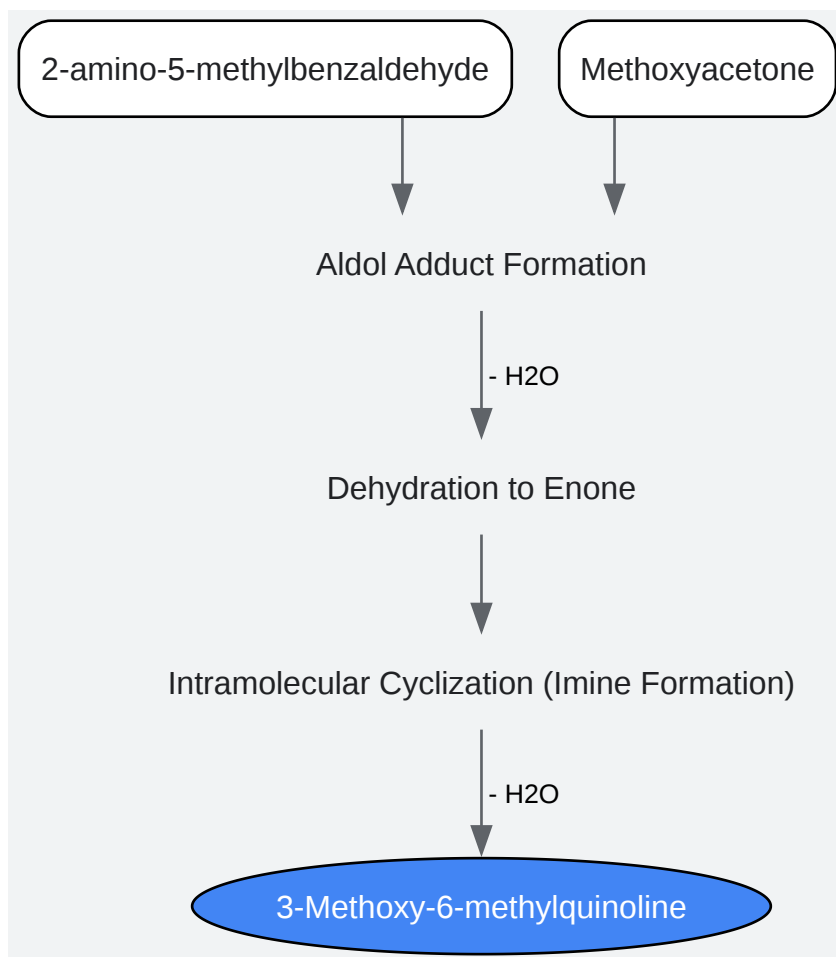 2-amino-5-methylbenzaldehyde
Methoxyacetone
Aldol Adduct Formation
- H2O
Dehydration to Enone
Intramolecular Cyclization (Imine Formation)
- H2O
3-Methoxy-6-methylquinoline